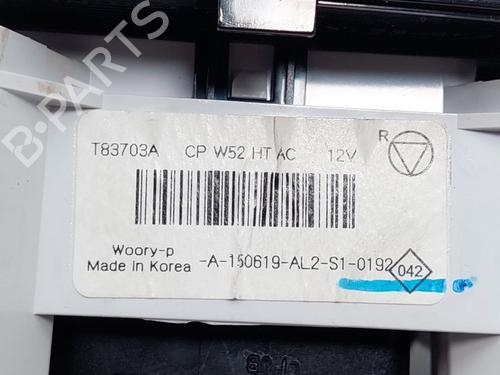 B-PARTS
T83703A CP W52 HT AC 12V R
Woory-p
Made In Korea -A-150619-AL2-S1-0192 042